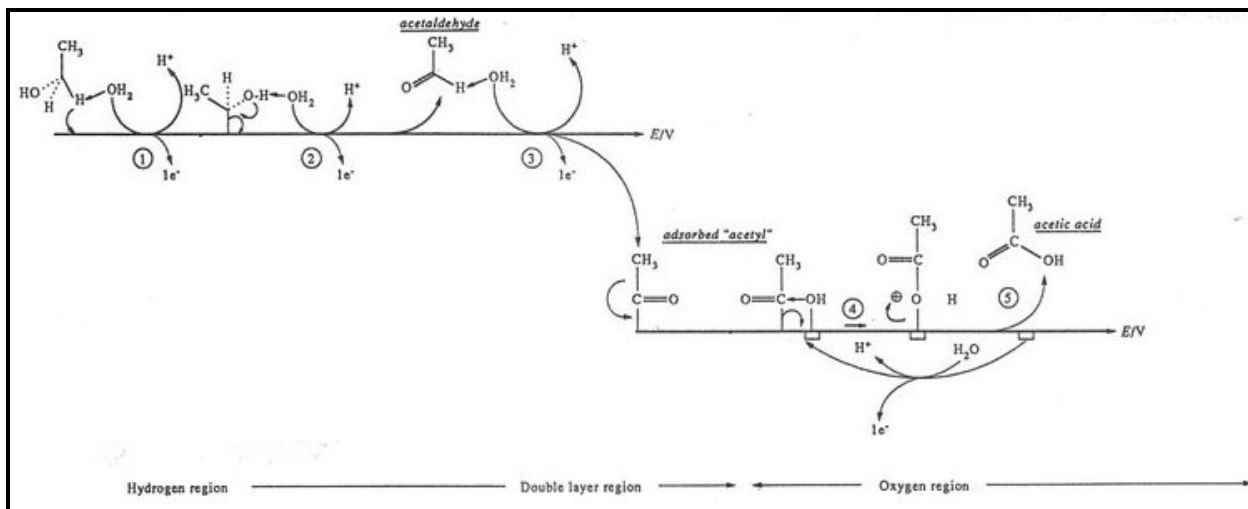 acetaldehyde
CH₃
H⁺
HO
H
H
OH₂
H₃C
H
O-H
OH₂
H⁺
CH₃
O
H
OH₂
H⁺
E/V
①
1e⁻
②
1e⁻
③
1e⁻
adsorbed "acetyl"
CH₃
C=O
CH₃
O=C
OH
④
CH₃
O=C
⊕
O
H
CH₃
acetic acid
C
O
OH
⑤
E/V
H⁺
H₂O
1e⁻
Hydrogen region
Double layer region
Oxygen region